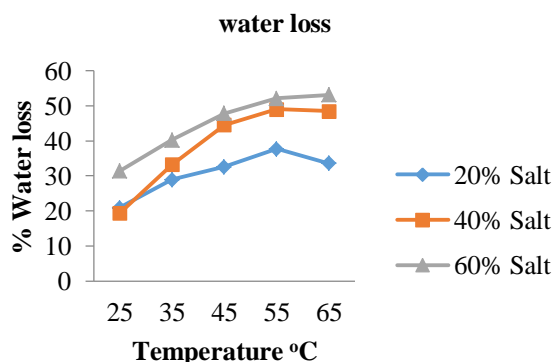 water loss
60
50
40
30
20
10
0
% Water loss
25 35 45 55 65
Temperature ᵒC
20% Salt
40% Salt
60% Salt